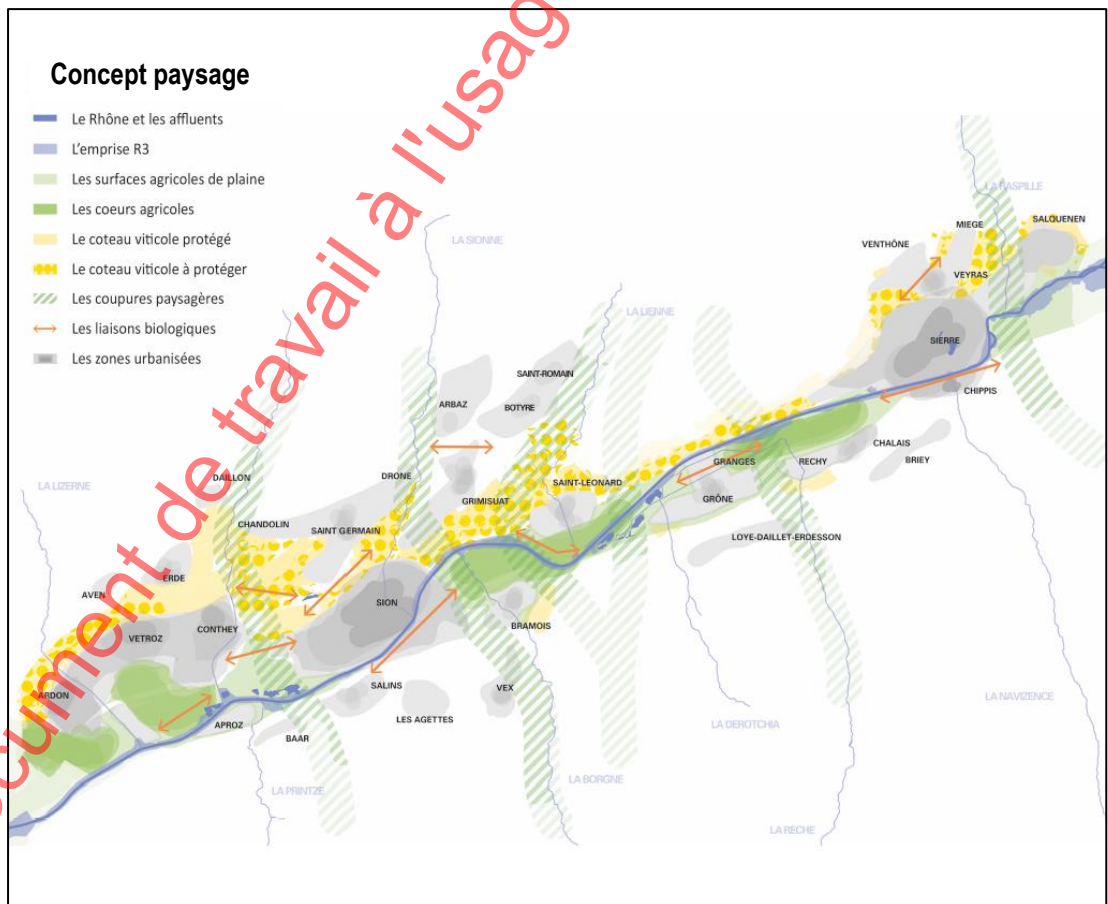 Concept paysage
Le Rhône et les affluents
L'emprise R3
Les surfaces agricoles de plaine
Les coeurs agricoles
Le coteau viticole protégé
Le coteau viticole à protéger
Les coupures paysagères
Les liaisons biologiques
Les zones urbanisées
ocument de travail à l'usag
LA RASPILLE
SALQUENEN
MIEGE
VENTHÔNE
VEYRAS
LA SIONNE
LA LIENNE
SIERRE
CHIPPIS
SAINT-ROMAIN
ARBAZ
BOTYRE
CHALAIS
BRIEY
GRANGES
RECHY
DRONE
DAILLON
LA LIZERNE
SAINT-LEONARD
GRIMISUAT
GRÔNE
CHANDOLIN
SAINT GERMAIN
LOYE-DAILLET-ERDESSON
ERDE
AVEN
SION
BRAMOIS
CONTHEY
VETROZ
SALINS
VEX
ARDON
LES AGETTES
LA NAVIZENCE
APROZ
LA DEROTCHIA
BAAR
LA BORGNE
LA PRINTZE
LA RECHE